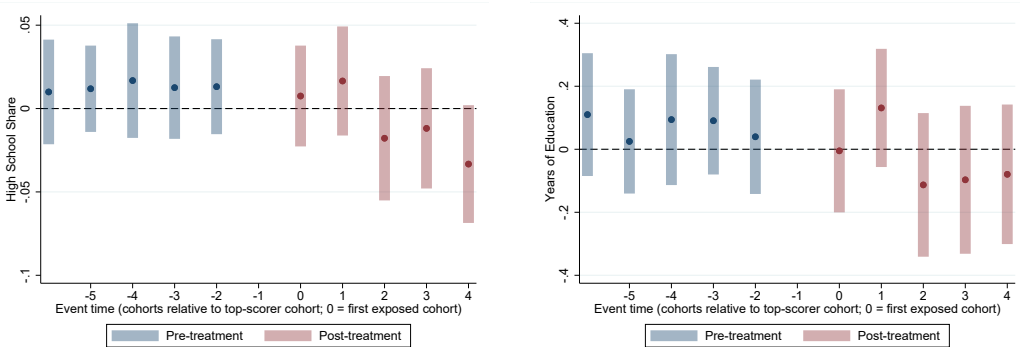 .05
0
-.05
-.1
High School Share
-5 -4 -3 -2 -1 0 1 2 3 4
Event time (cohorts relative to top-scorer cohort; 0 = first exposed cohort)
Pre-treatment Post-treatment
.4
.2
0
-.2
-.4
Years of Education
-5 -4 -3 -2 -1 0 1 2 3 4
Event time (cohorts relative to top-scorer cohort; 0 = first exposed cohort)
Pre-treatment Post-treatment